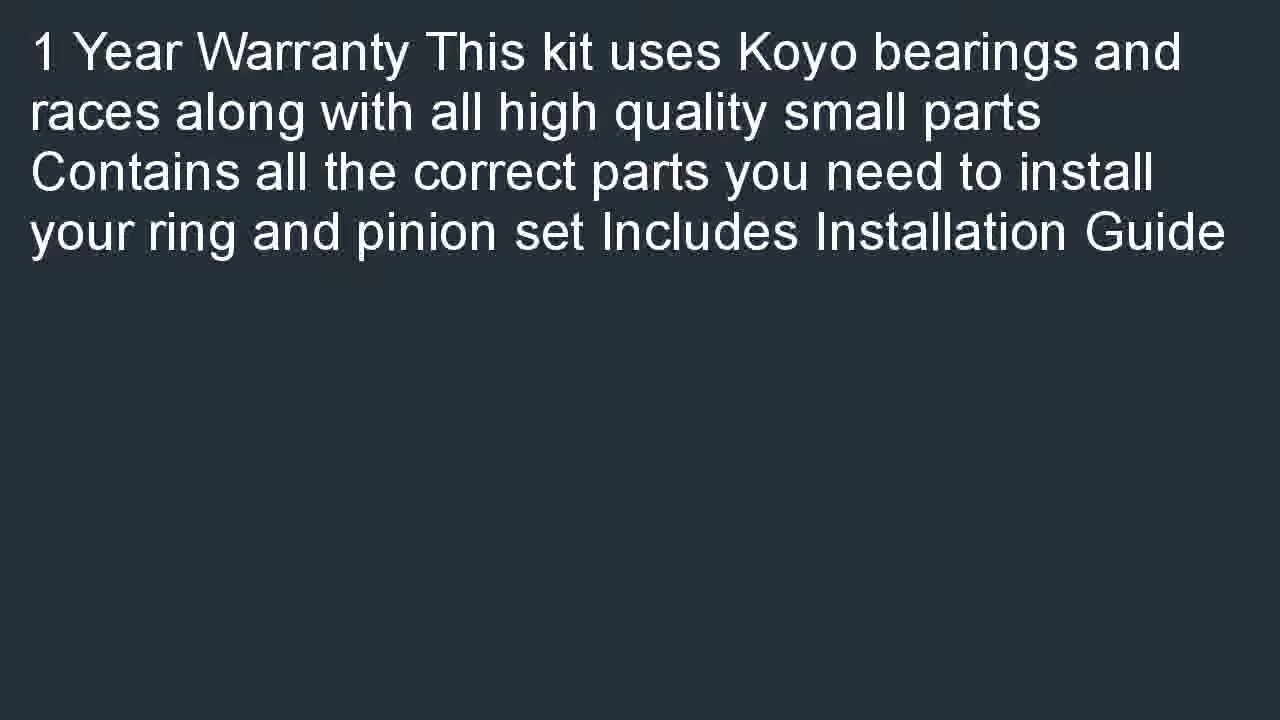 1 Year Warranty This kit uses Koyo bearings and
races along with all high quality small parts
Contains all the correct parts you need to install
your ring and pinion set Includes Installation Guide